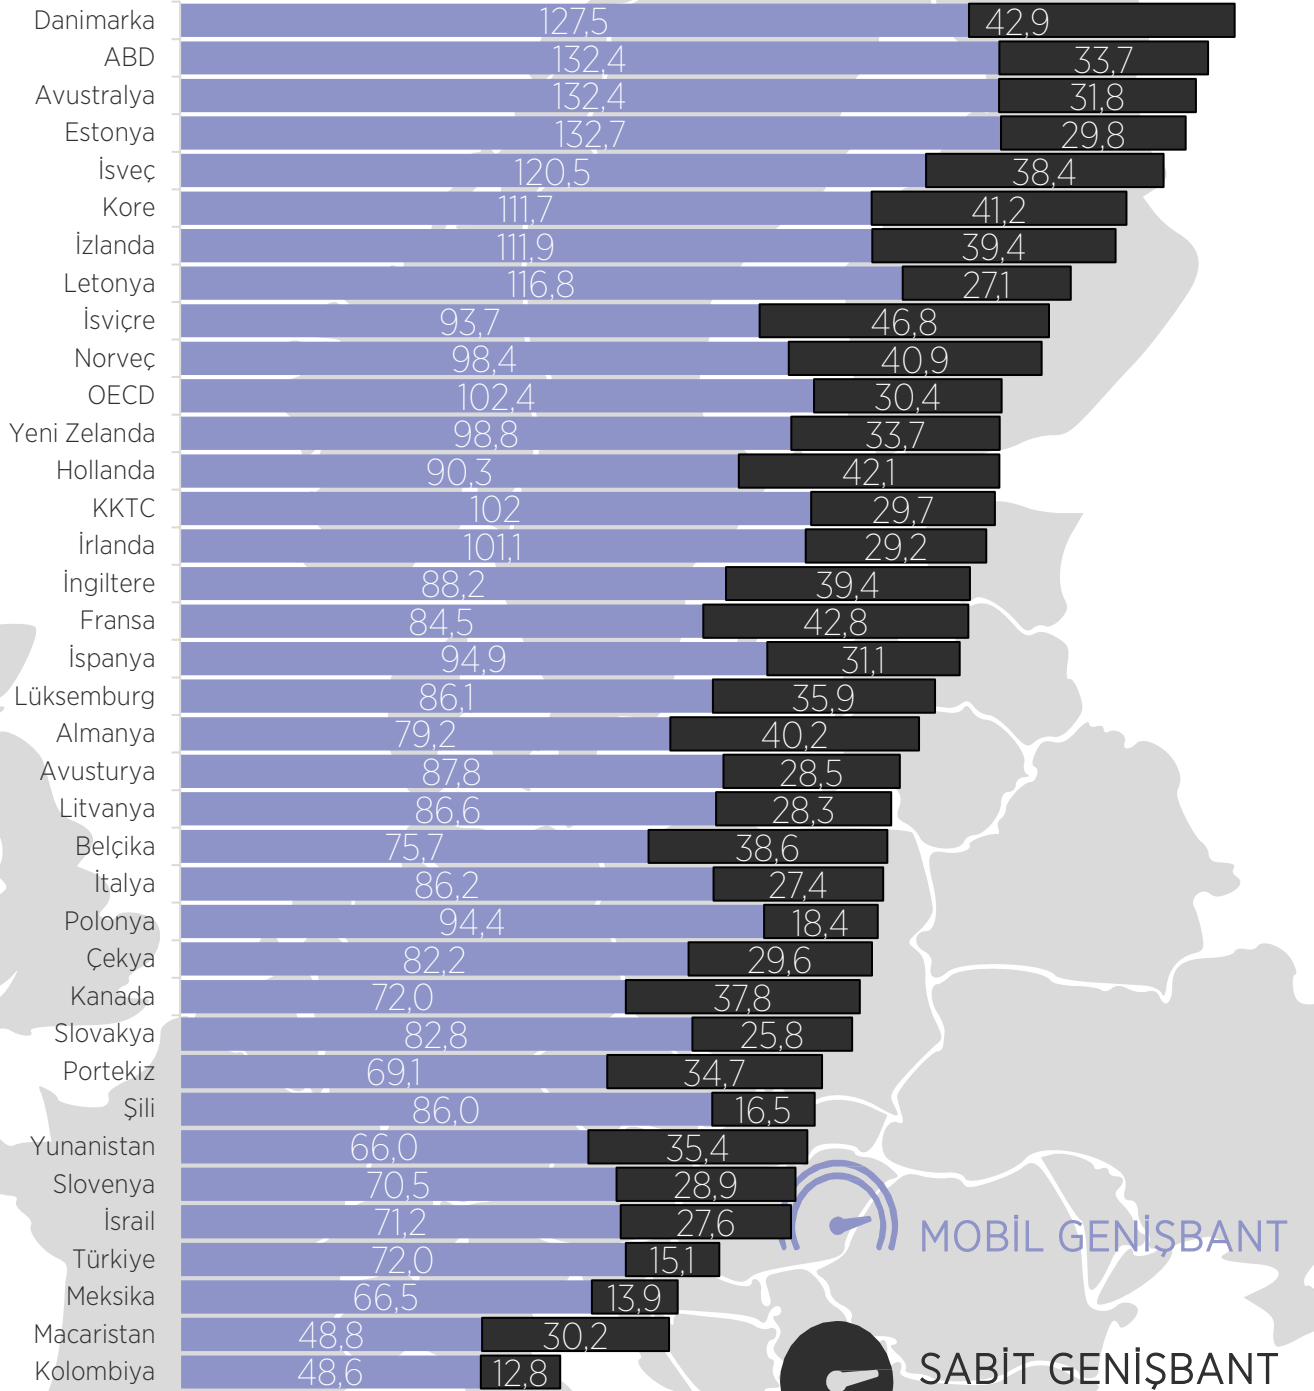 Danimarka 127,5 42,9
ABD 132,4 33,7
Avustralya 132,4 31,8
Estonya 132,7 29,8
İsveç 120,5 38,4
Kore 111,7 41,2
İzlanda 111,9 39,4
Letonya 116,8 27,1
İsviçre 93,7 46,8
Norveç 98,4 40,9
OECD 102,4 30,4
Yeni Zelanda 98,8 33,7
Hollanda 90,3 42,1
KKTC 102 29,7
İrlanda 101,1 29,2
İngiltere 88,2 39,4
Fransa 84,5 42,8
İspanya 94,9 31,1
Lüksemburg 86,1 35,9
Almanya 79,2 40,2
Avusturya 87,8 28,5
Litvanya 86,6 28,3
Belçika 75,7 38,6
İtalya 86,2 27,4
Polonya 94,4 18,4
Çekya 82,2 29,6
Kanada 72,0 37,8
Slovakya 82,8 25,8
Portekiz 69,1 34,7
Şili 86,0 16,5
Yunanistan 66,0 35,4
Slovenya 70,5 28,9
İsrail 71,2 27,6
MOBİL GENİŞBANT
Türkiye 72,0 15,1
Meksika 66,5 13,9
Macaristan 48,8 30,2
Kolombiya 48,6 12,8
SABİT GENİŞBANT